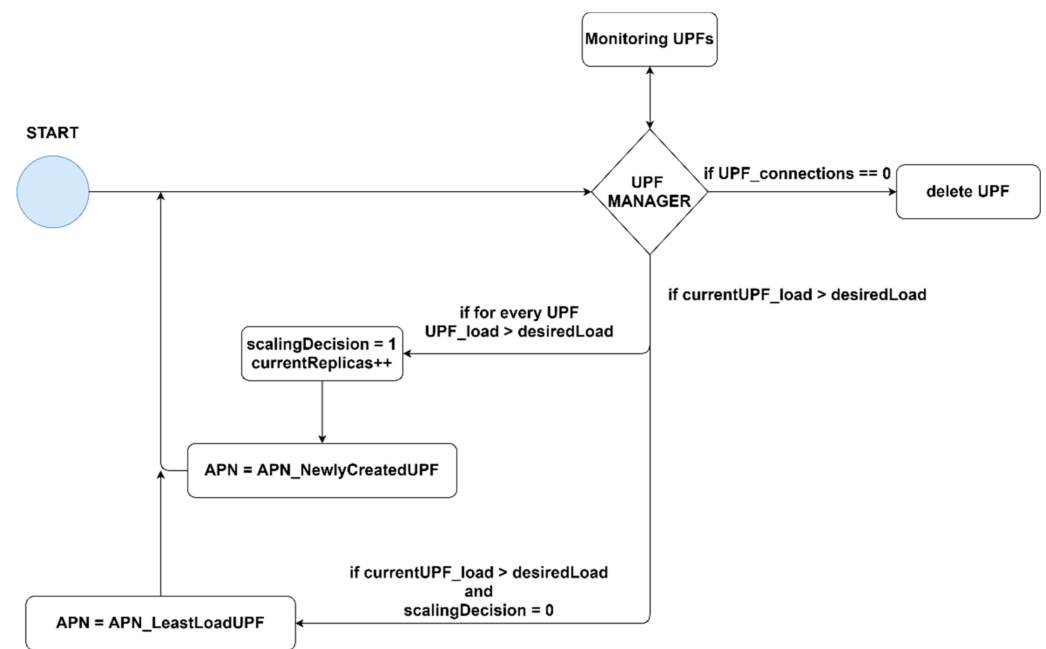 Monitoring UPFs
START
UPF
MANAGER
if UPF_connections == 0
delete UPF
if currentUPF_load > desiredLoad
if for every UPF
UPF_load > desiredLoad
scalingDecision = 1
currentReplicas++
APN = APN_NewlyCreatedUPF
if currentUPF_load > desiredLoad
and
scalingDecision = 0
APN = APN_LeastLoadUPF